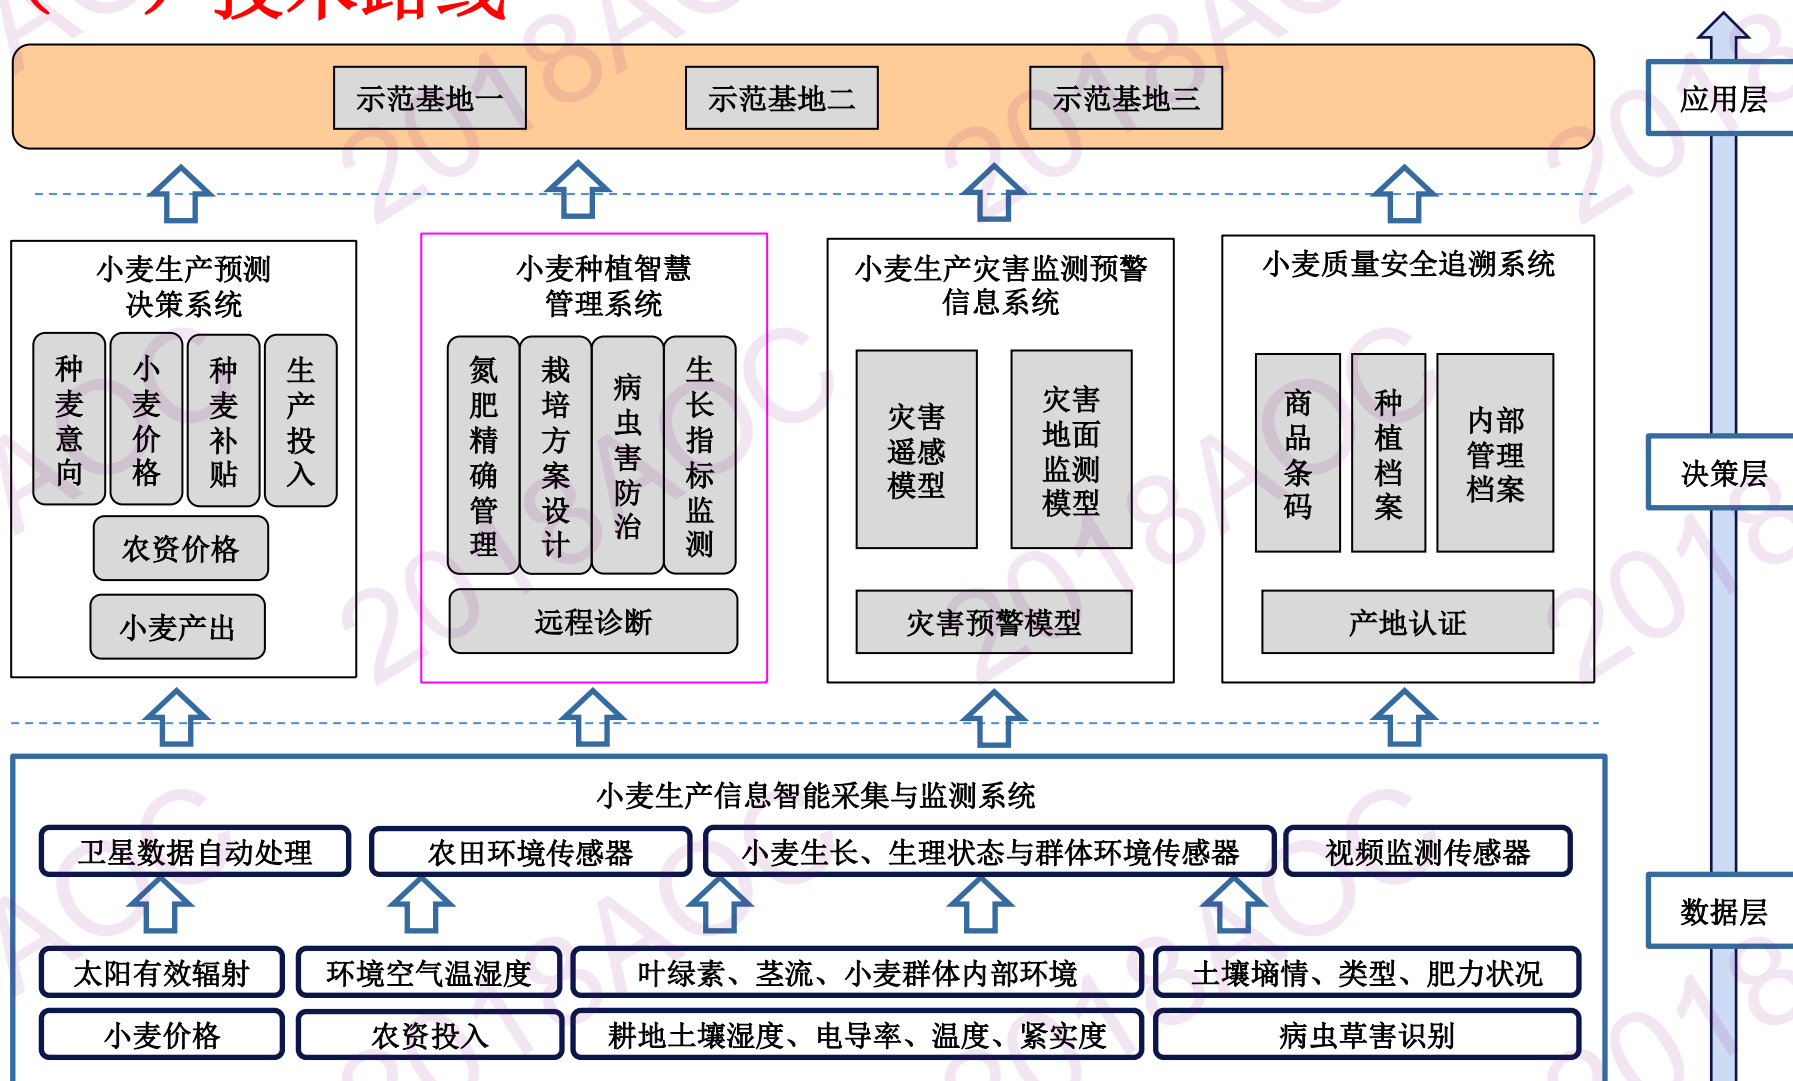 技术路线
示范基地一
示范基地二
示范基地三
应用层
小麦生产预测
决策系统
种麦意向
小麦价格
种麦补贴
生产投入
农资价格
小麦产出
小麦种植智慧
管理系统
氮肥精确管理
栽培方案设计
病虫害防治
生长指标监测
远程诊断
小麦生产灾害监测预警
信息系统
灾害
遥感
模型
灾害
地面
监测
模型
灾害预警模型
小麦质量安全追溯系统
商品条码
种植档案
内部
管理
档案
产地认证
决策层
小麦生产信息智能采集与监测系统
卫星数据自动处理
农田环境传感器
小麦生长、生理状态与群体环境传感器
视频监测传感器
太阳有效辐射
环境空气温湿度
叶绿素、茎流、小麦群体内部环境
土壤墒情、类型、肥力状况
小麦价格
农资投入
耕地土壤湿度、电导率、温度、紧实度
病虫草害识别
数据层
2018AOC